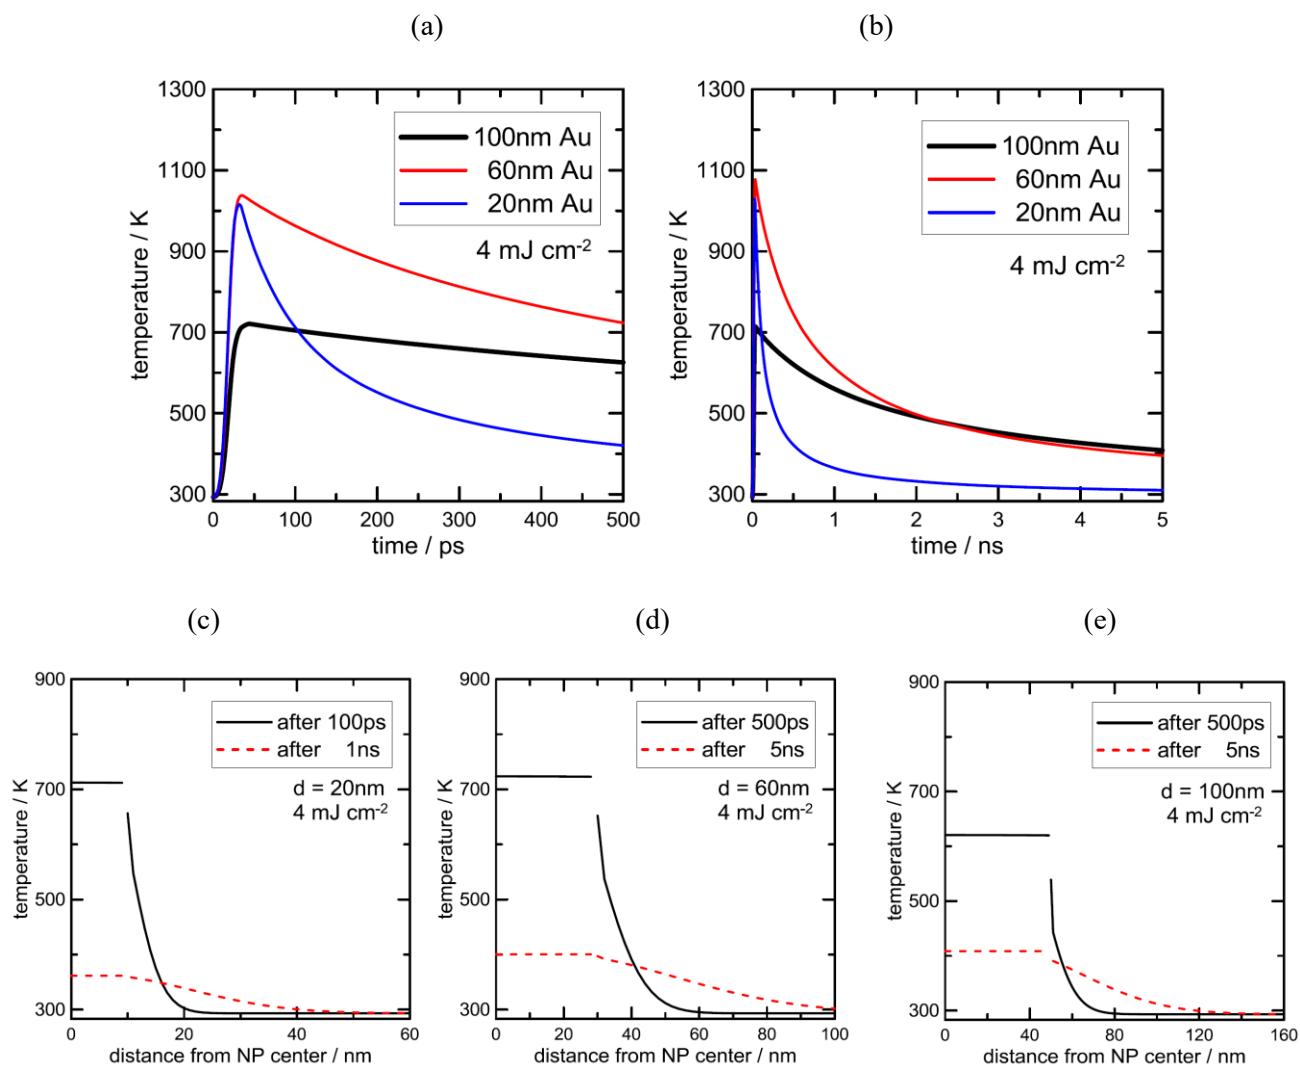 (a)
(b)
1300
1100
900
700
500
300
temperature / K
100nm Au
60nm Au
20nm Au
4 mJ cm-2
0
100
200
300
400
500
time / ps
1300
1100
900
700
500
300
temperature / K
100nm Au
60nm Au
20nm Au
4 mJ cm-2
0
1
2
3
4
5
time / ns
(c)
(d)
(e)
900
700
500
300
temperature / K
after 100ps
after 1ns
d = 20nm
4 mJ cm-2
0
20
40
60
distance from NP center / nm
900
700
500
300
temperature / K
after 500ps
after 5ns
d = 60nm
4 mJ cm-2
0
20
40
60
80
100
distance from NP center / nm
900
700
500
300
temperature / K
after 500ps
after 5ns
d = 100nm
4 mJ cm-2
0
40
80
120
160
distance from NP center / nm